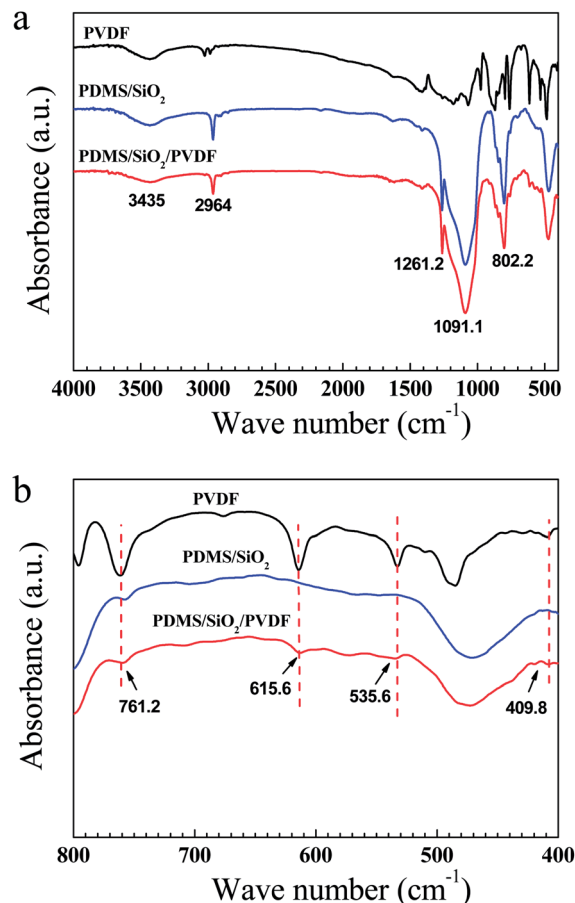 a
PVDF
PDMS/SiO₂
PDMS/SiO₂/PVDF
3435
2964
1261.2
802.2
1091.1
Absorbance (a.u.)
4000 3500 3000 2500 2000 1500 1000 500
Wave number (cm⁻¹)
b
PVDF
PDMS/SiO₂
PDMS/SiO₂/PVDF
761.2
615.6
535.6
409.8
Absorbance (a.u.)
800 700 600 500 400
Wave number (cm⁻¹)